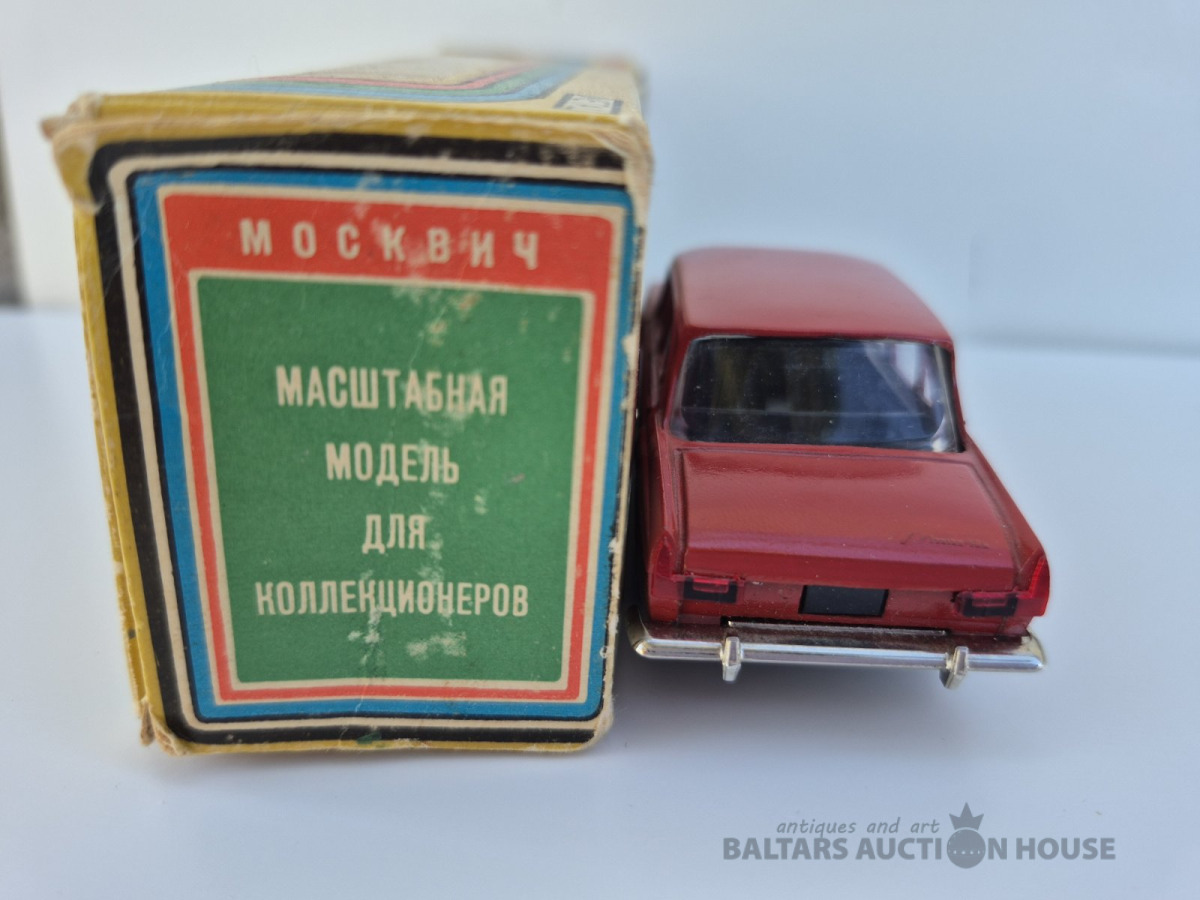 МОСКВИЧ
МАСШТАБНАЯ
МОДЕЛЬ
ДЛЯ
КОЛЛЕКЦИОНЕРОВ
antiques and art
BALTARS AUCTION HOUSE